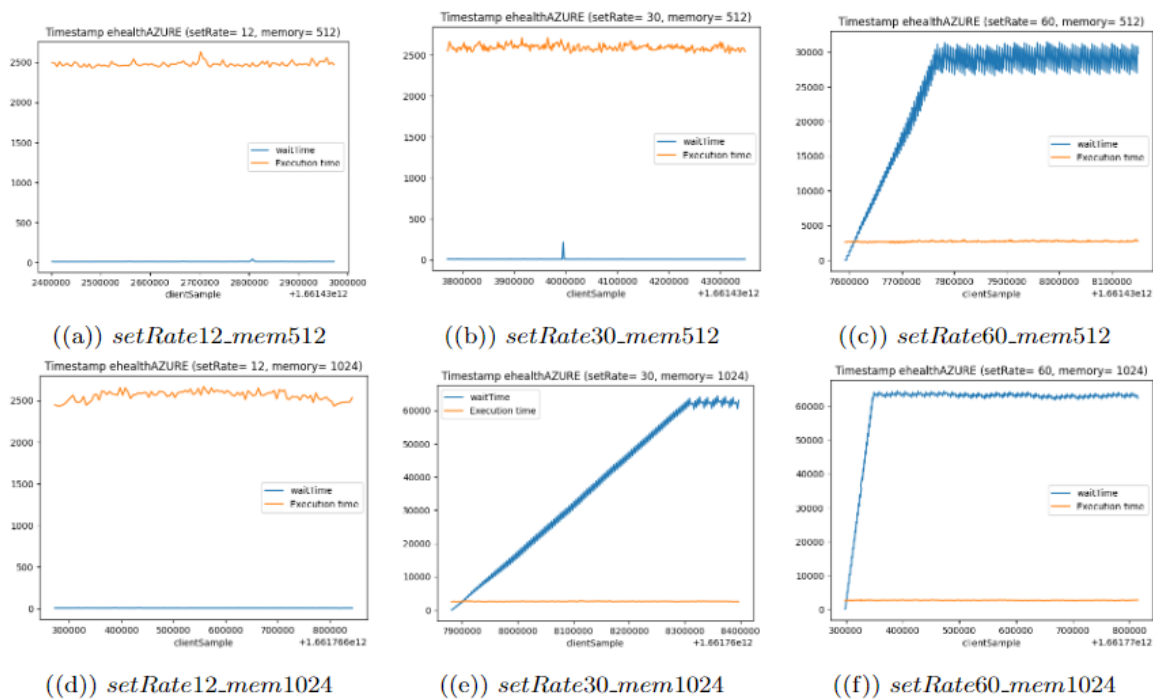 Timestamp ehealthAZURE (setRate= 12, memory= 512)
2500
2000
1500
1000
500
0
waitTime
Execution time
2400000 2500000 2600000 2700000 2800000 2900000 3000000
clientSample
+1.66143e12
((a)) setRate12_mem512
Timestamp ehealthAZURE (setRate= 30, memory= 512)
2500
2000
1500
1000
500
0
waitTime
Execution time
3800000 3900000 4000000 4100000 4200000 4300000
clientSample
+1.66143e12
((b)) setRate30_mem512
Timestamp ehealthAZURE (setRate= 60, memory= 512)
30000
25000
20000
15000
10000
5000
0
waitTime
Execution time
7600000 7700000 7800000 7900000 8000000 8100000
clientSample
+1.66143e12
((c)) setRate60_mem512
Timestamp ehealthAZURE (setRate= 12, memory= 1024)
2500
2000
1500
1000
500
0
waitTime
Execution time
300000 400000 500000 600000 7000000 8000000
clientSample
+1.661766e12
((d)) setRate12_mem1024
Timestamp ehealthAZURE (setRate= 30, memory= 1024)
60000
50000
40000
30000
20000
10000
0
waitTime
Execution time
7900000 8000000 8100000 8200000 8300000 8400000
clientSample
+1.66176e12
((e)) setRate30_mem1024
Timestamp ehealthAZURE (setRate= 60, memory= 1024)
60000
50000
40000
30000
20000
10000
0
waitTime
Execution time
300000 400000 500000 600000 700000 800000
clientSample
+1.66177e12
((f)) setRate60_mem1024